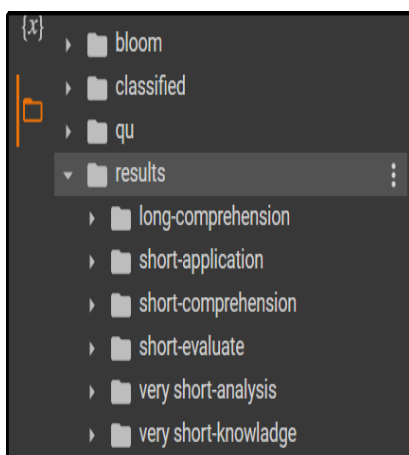 {x}
bloom
classified
qu
results
long-comprehension
short-application
short-comprehension
short-evaluate
very short-analysis
very short-knowladge